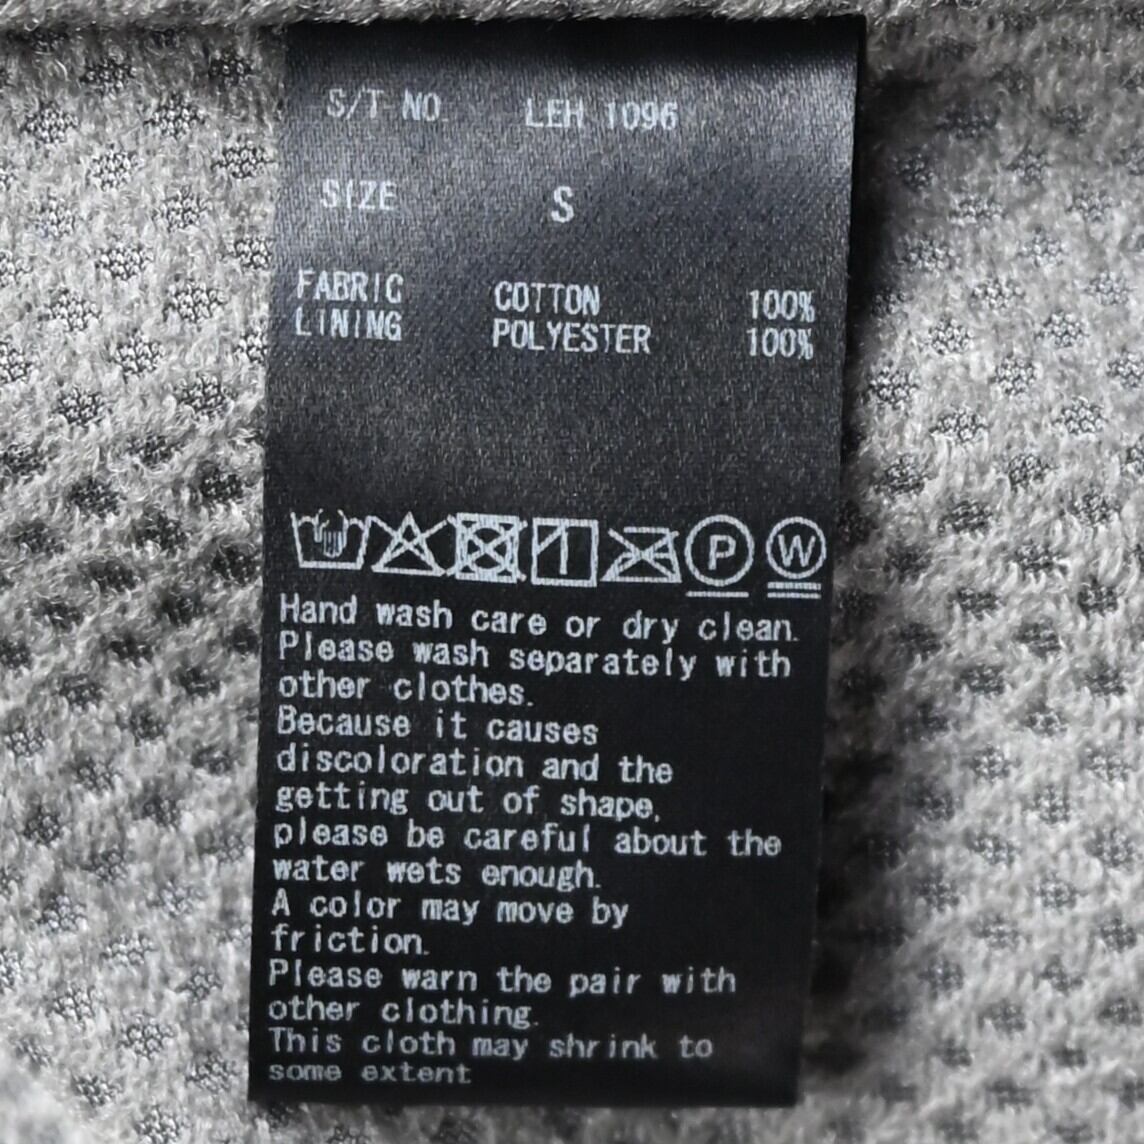 S/T NO LEH 1096
SIZE S
FABRIC COTTON 100%
LINING POLYESTER 100%
P W
Hand wash care or dry clean.
Please wash separately with
other clothes.
Because it causes
discoloration and the
getting out of shape,
please be careful about the
water wets enough.
A color may move by
friction.
Please warn the pair with
other clothing.
This cloth may shrink to
some extent